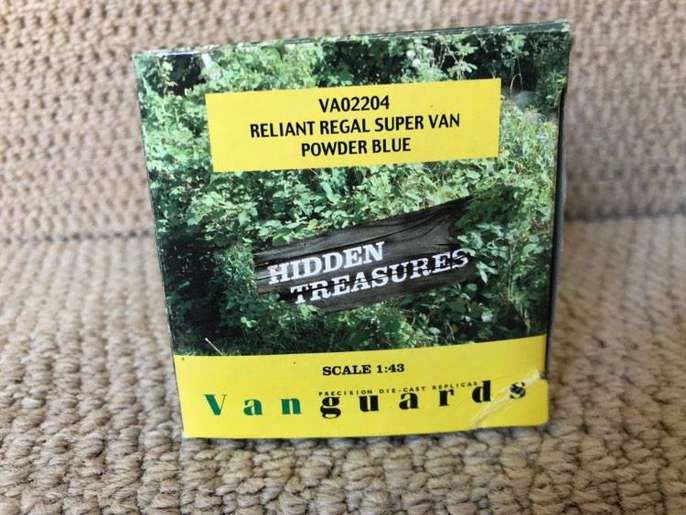 VA02204
RELIANT REGAL SUPER VAN
POWDER BLUE
HIDDEN
TREASURES
SCALE 1:43
PRECISION DIE-CAST REPLICAS
Vanguards